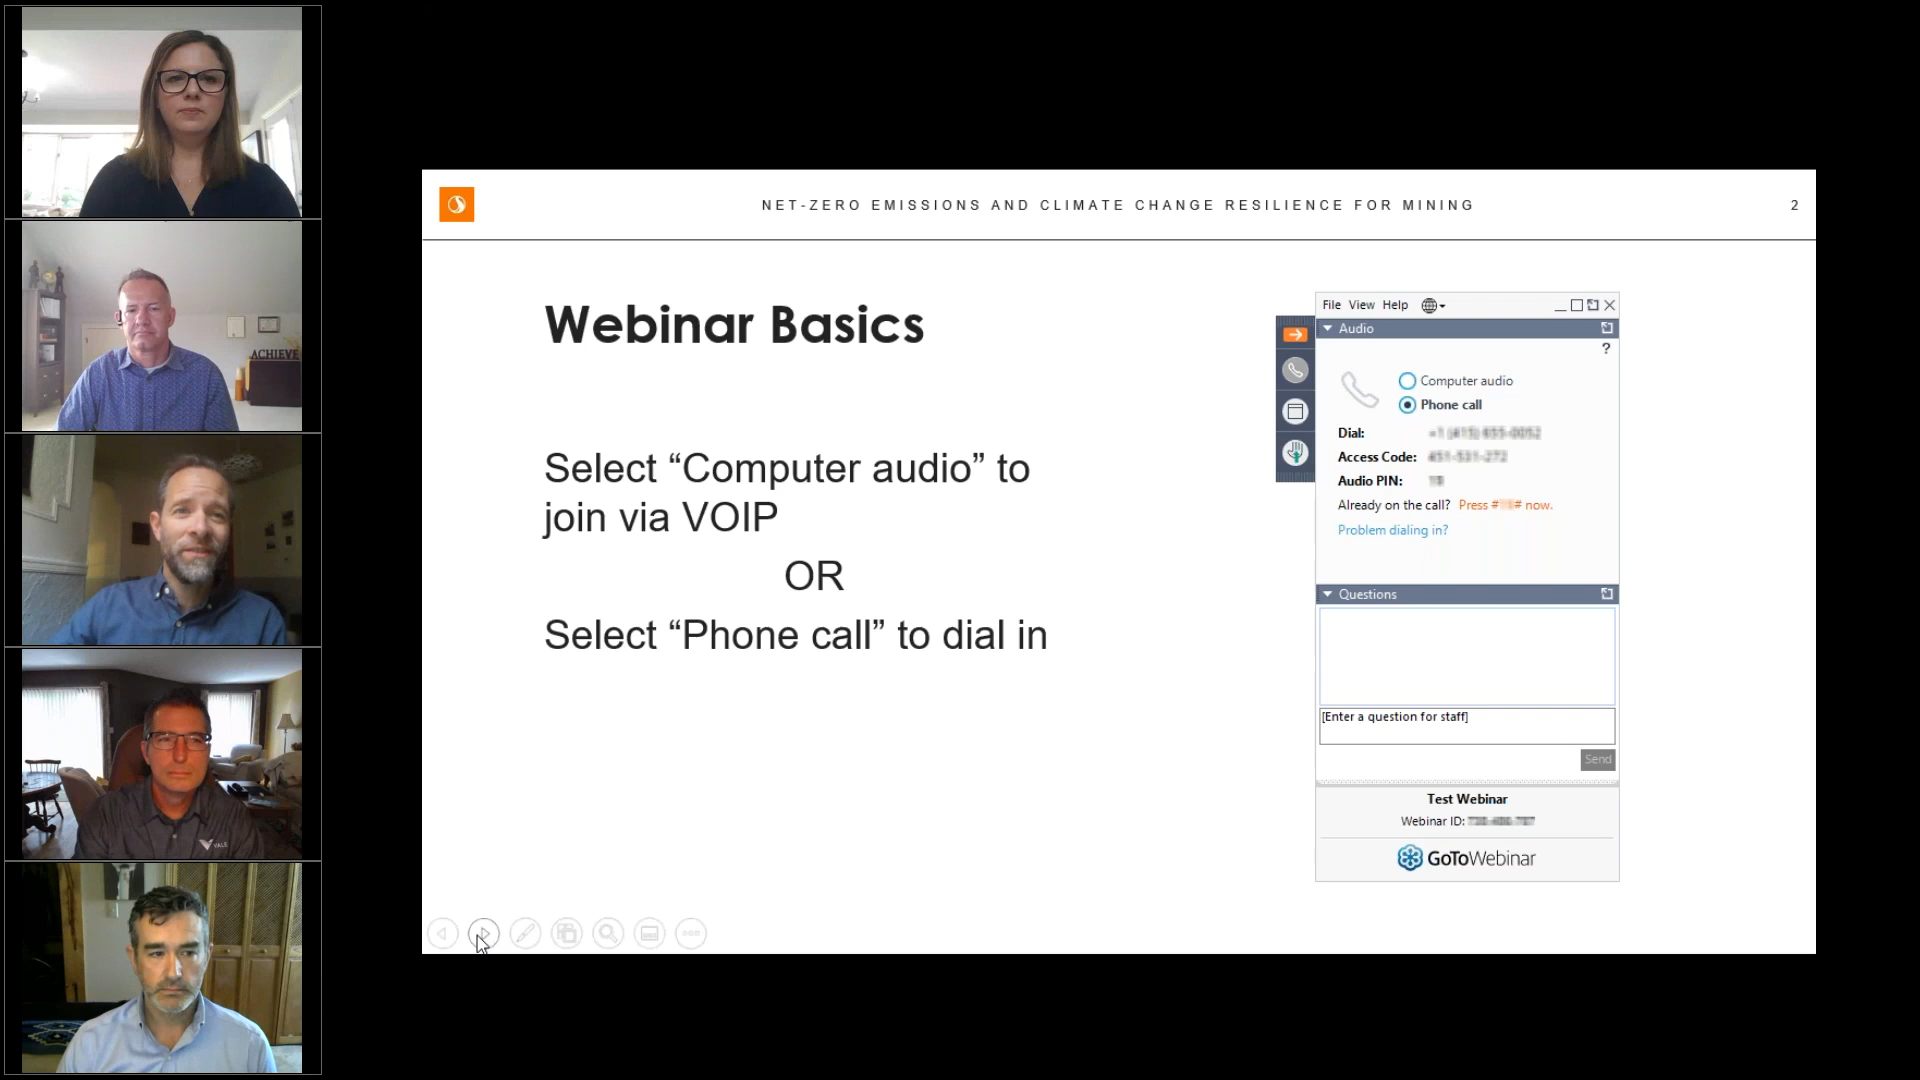 NET-ZERO EMISSIONS AND CLIMATE CHANGE RESILIENCE FOR MINING
2
Webinar Basics
Select “Computer audio” to
join via VOIP
OR
Select “Phone call” to dial in
File View Help
Audio
?
Computer audio
Phone call
Dial:
Access Code:
Audio PIN:
Already on the call? Press # # now.
Problem dialing in?
Questions
[Enter a question for staff]
Send
Test Webinar
Webinar ID:
GoToWebinar
ACHIEVE
VALE